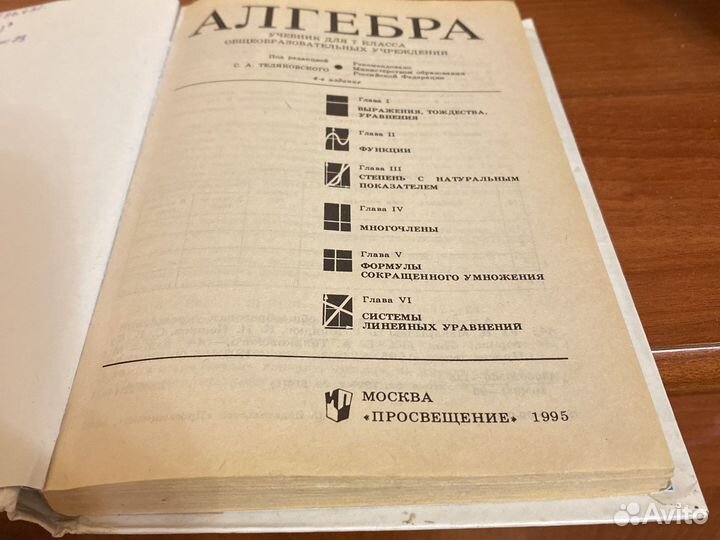 АЛГЕБРА
УЧЕБНИК ДЛЯ 7 КЛАССА
ОБЩЕОБРАЗОВАТЕЛЬНЫХ УЧРЕЖДЕНИЙ
Под редакцией
С. А. ТЕЛЯКОВСКОГО
Рекомендовано
Министерством образования
Российской Федерации
4-е издание
Глава I
ВЫРАЖЕНИЯ, ТОЖДЕСТВА,
УРАВНЕНИЯ
Глава II
ФУНКЦИИ
Глава III
СТЕПЕНЬ С НАТУРАЛЬНЫМ
ПОКАЗАТЕЛЕМ
Глава IV
МНОГОЧЛЕНЫ
Глава V
ФОРМУЛЫ
СОКРАЩЕННОГО УМНОЖЕНИЯ
Глава VI
СИСТЕМЫ
ЛИНЕЙНЫХ УРАВНЕНИЙ
МОСКВА
«ПРОСВЕЩЕНИЕ» 1995
Avito